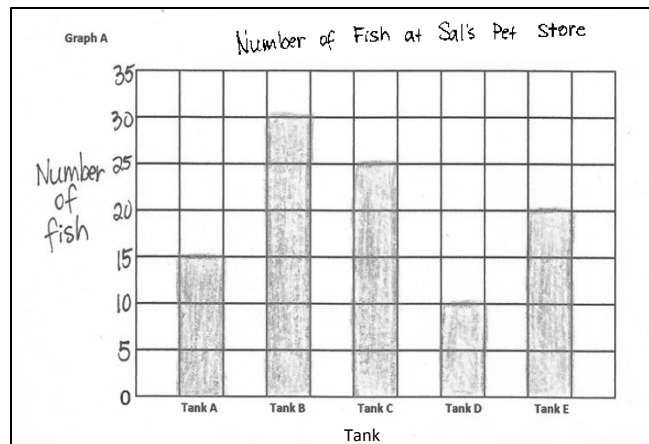 Graph A
Number of Fish at Sal's Pet Store
35
30
25
20
15
10
5
0
Number
of
fish
Tank A Tank B Tank C Tank D Tank E
Tank